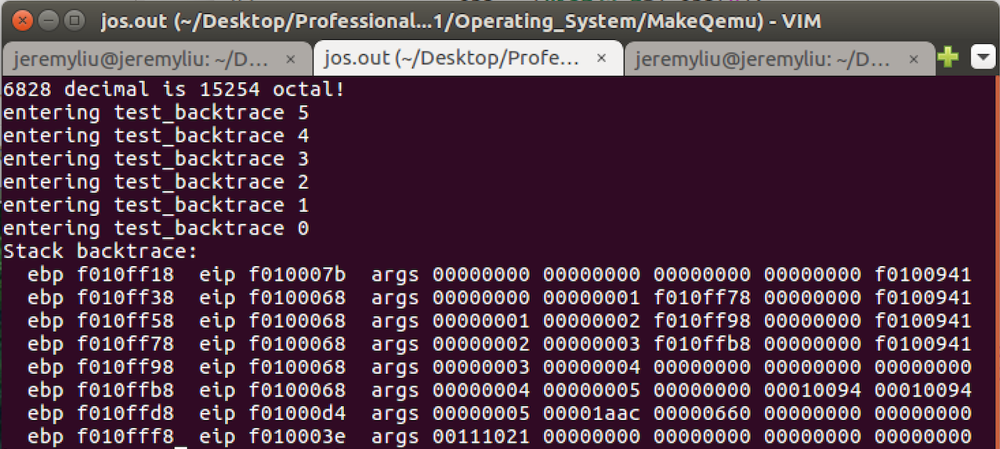 jos.out (~/Desktop/Professional...1/Operating_System/MakeQemu) - VIM
jeremyliu@jeremyliu: ~/D... × jos.out (~/Desktop/Profe... × jeremyliu@jeremyliu: ~/D... ×
6828 decimal is 15254 octal!
entering test_backtrace 5
entering test_backtrace 4
entering test_backtrace 3
entering test_backtrace 2
entering test_backtrace 1
entering test_backtrace 0
Stack backtrace:
  ebp f010ff18  eip f010007b  args 00000000 00000000 00000000 00000000 f0100941
  ebp f010ff38  eip f0100068  args 00000000 00000001 f010ff78 00000000 f0100941
  ebp f010ff58  eip f0100068  args 00000001 00000002 f010ff98 00000000 f0100941
  ebp f010ff78  eip f0100068  args 00000002 00000003 f010ffb8 00000000 f0100941
  ebp f010ff98  eip f0100068  args 00000003 00000004 00000000 00000000 00000000
  ebp f010ffb8  eip f0100068  args 00000004 00000005 00000000 00010094 00010094
  ebp f010ffd8  eip f01000d4  args 00000005 00001aac 00000660 00000000 00000000
  ebp f010fff8_ eip f010003e  args 00111021 00000000 00000000 00000000 00000000